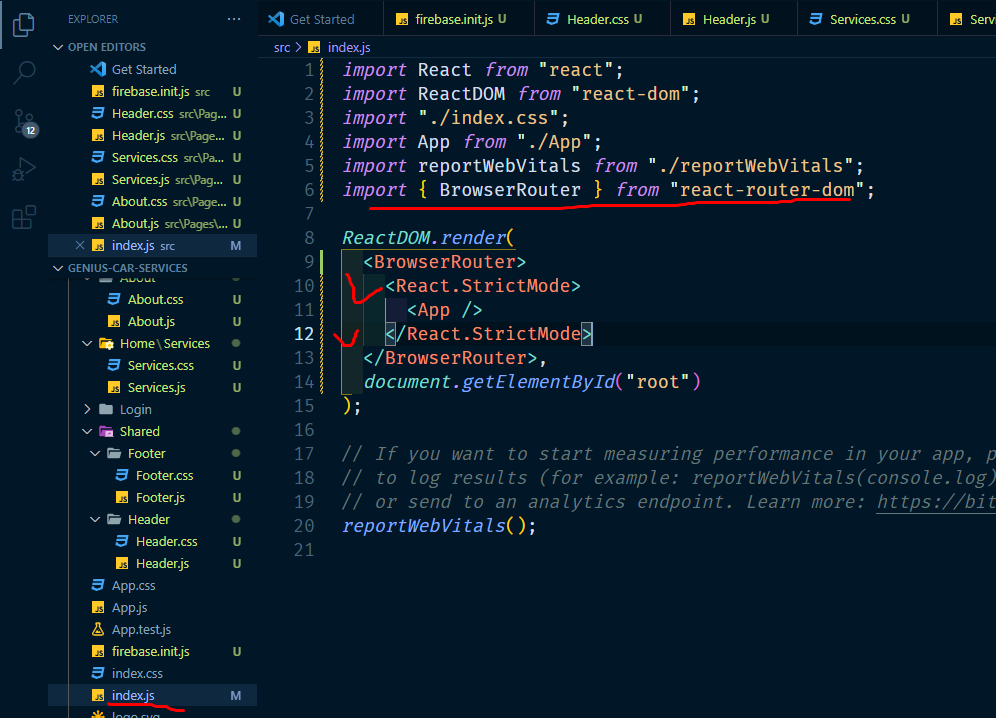 EXPLORER
OPEN EDITORS
Get Started
firebase.init.js src U
Header.css src\Pag... U
Header.js src\Page... U
Services.css src\Pa... U
Services.js src\Pag... U
About.css src\Page... U
About.js src\Pages\... U
index.js src M
GENIUS-CAR-SERVICES
About
About.css U
About.js U
Home\Services
Services.css U
Services.js U
Login
Shared
Footer
Footer.css U
Footer.js U
Header
Header.css U
Header.js U
App.css
App.js
App.test.js
firebase.init.js U
index.css
index.js M
logo.svg
12
Get Started
firebase.init.js U
Header.css U
Header.js U
Services.css U
Servi
src > index.js
1 import React from "react";
2 import ReactDOM from "react-dom";
3 import "./index.css";
4 import App from "./App";
5 import reportWebVitals from "./reportWebVitals";
6 import { BrowserRouter } from "react-router-dom";
7
8 ReactDOM.render(
9 <BrowserRouter>
10 <React.StrictMode>
11 <App />
12 </React.StrictMode>
13 </BrowserRouter>,
14 document.getElementById("root")
15 );
16
17 // If you want to start measuring performance in your app, p
18 // to log results (for example: reportWebVitals(console.log)
19 // or send to an analytics endpoint. Learn more: https://bit
20 reportWebVitals();
21